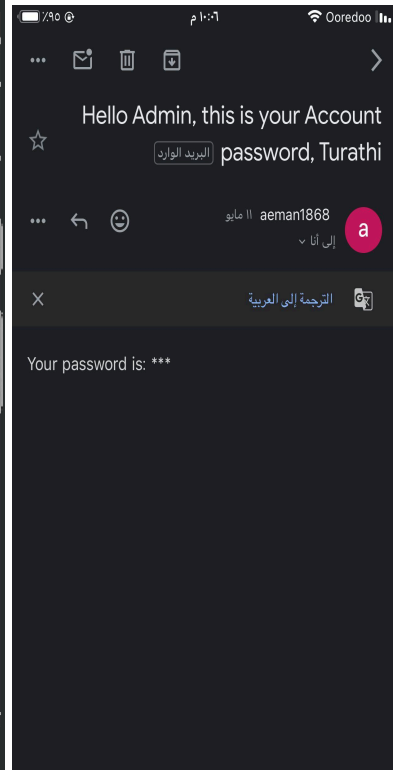 ٪٩٥
١٠:٠٦ م
Ooredoo
Hello Admin, this is your Account
password, Turathi البريد الوارد
aeman1868 ١١ مايو
إلى أنا
a
الترجمة إلى العربية
Your password is: ***